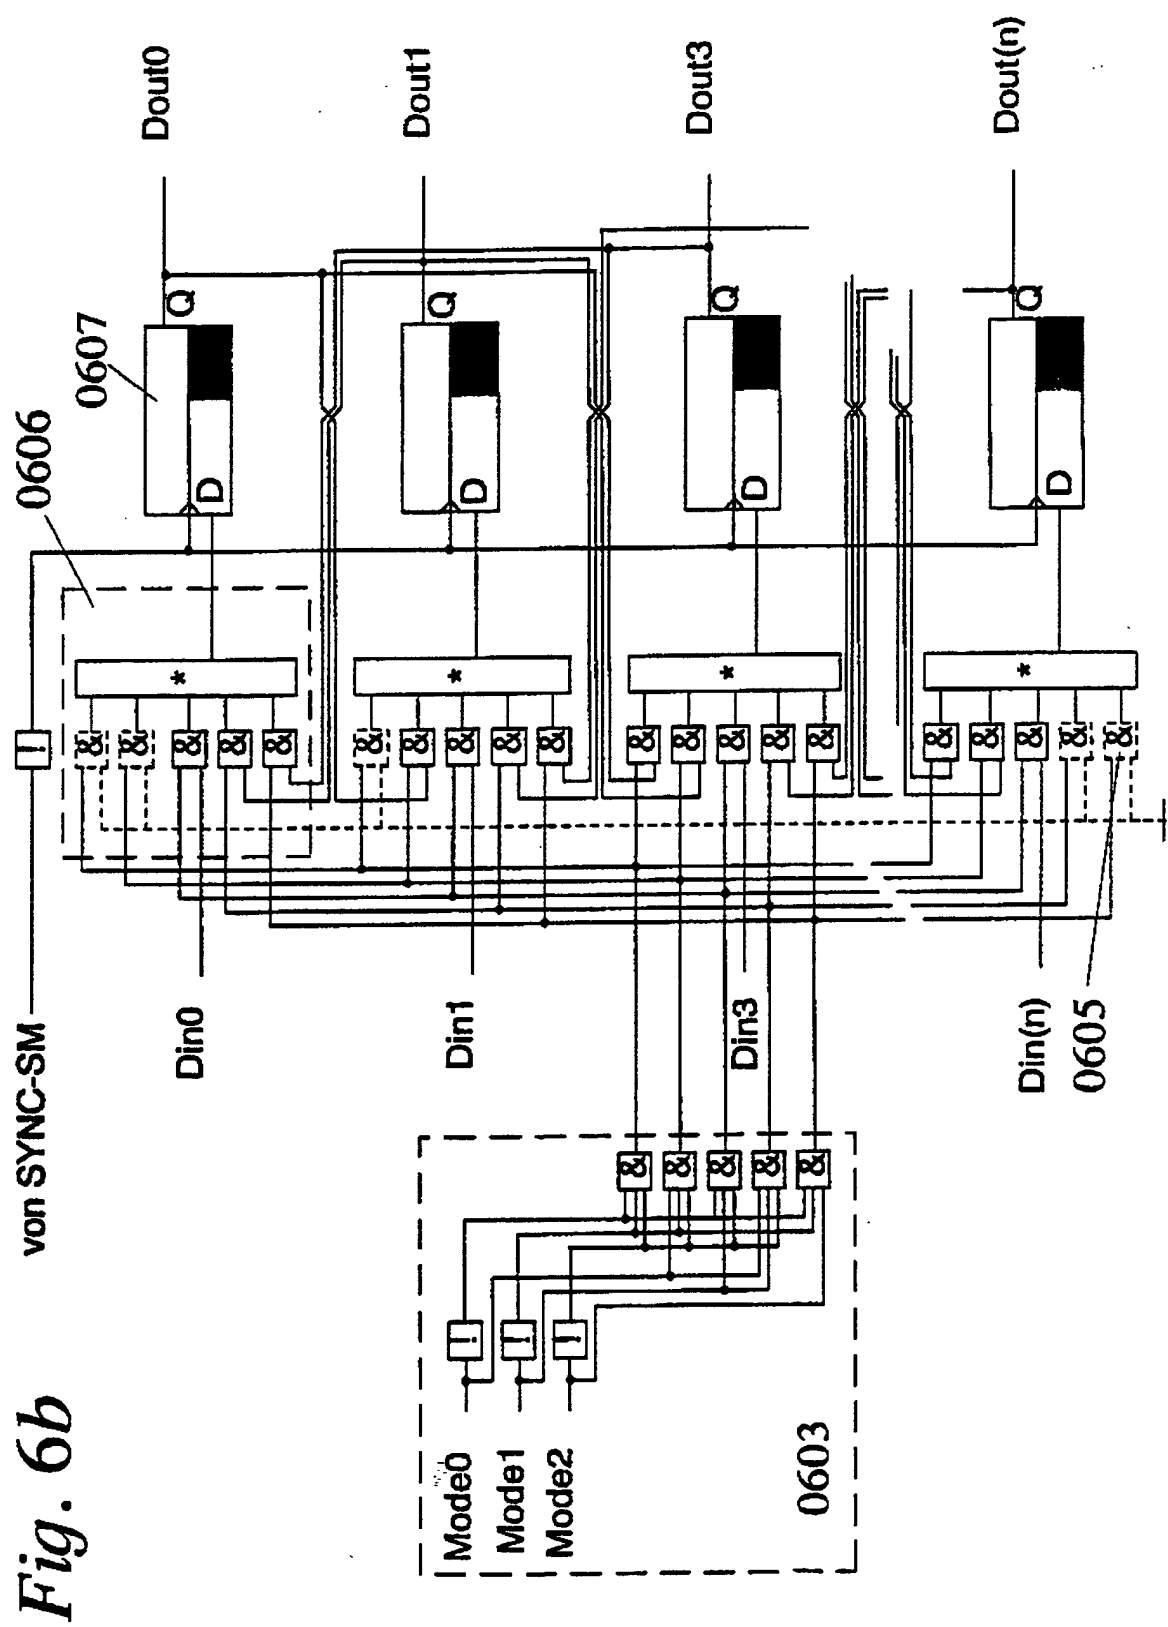 Fig. 6b
von SYNC-SM
!
0606
0607
Dout0
Dout1
Dout3
Dout(n)
Q
Q
Q
Q
D
D
D
D
*
*
*
*
& & & & &
& & & & &
& & & & &
& & & & &
Din0
Din1
Din3
Din(n)
0605
& & & & &
! ! !
Mode0
Mode1
Mode2
0603